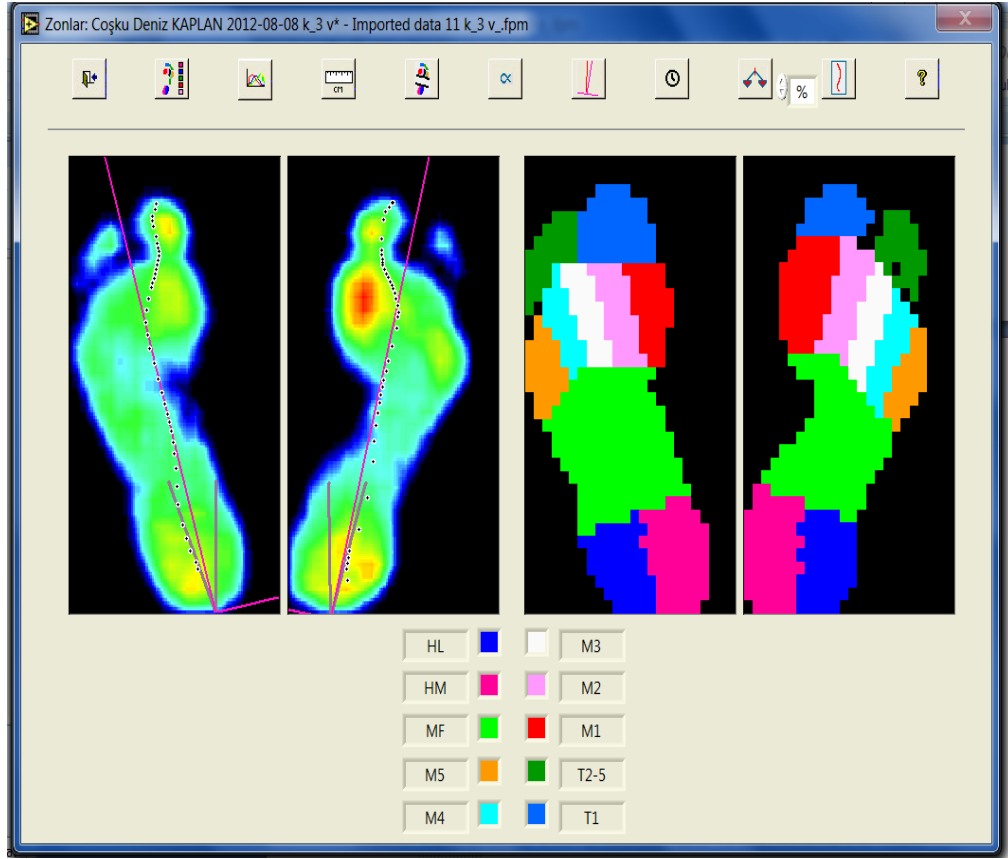 Zonlar: Coşku Deniz KAPLAN 2012-08-08 k_3 v* - Imported data 11 k_3 v_.fpm
CM
α
%
?
HL M3
HM M2
MF M1
M5 T2-5
M4 T1